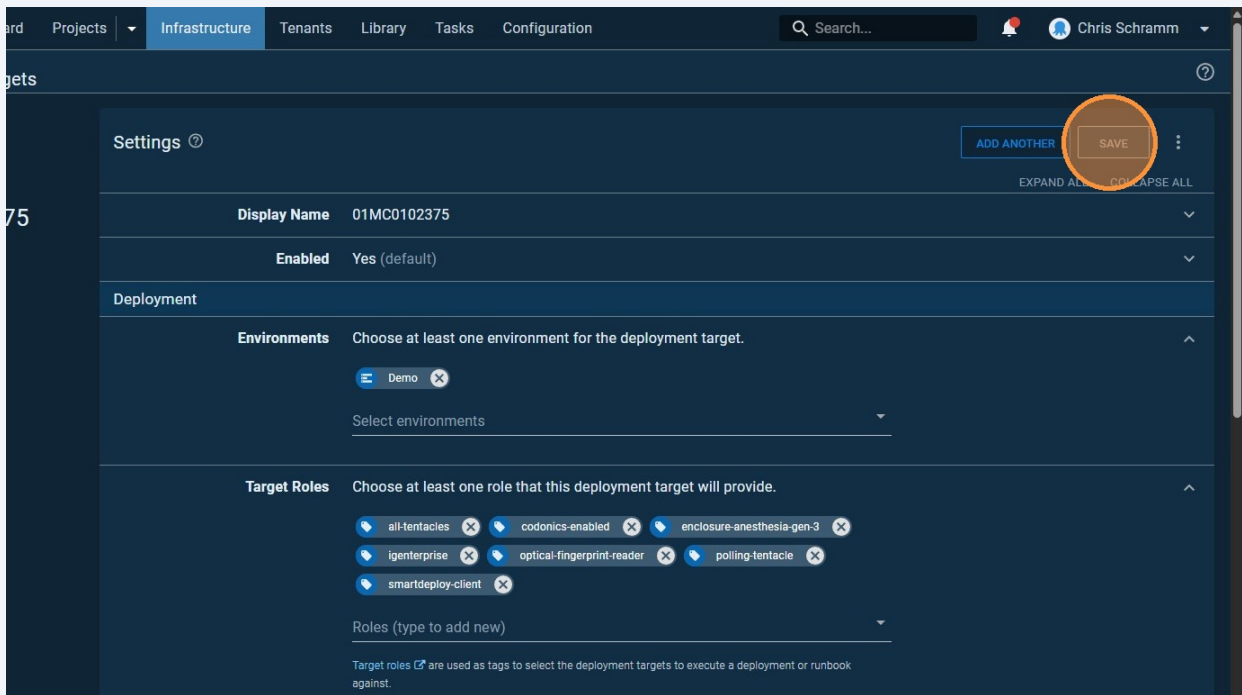 ard Projects Infrastructure Tenants Library Tasks Configuration Search... Chris Schramm
gets
Settings ADD ANOTHER SAVE
EXPAND ALL COLLAPSE ALL
75
Display Name 01MC0102375
Enabled Yes (default)
Deployment
Environments Choose at least one environment for the deployment target.
Demo
Select environments
Target Roles Choose at least one role that this deployment target will provide.
all-tentacles codonics-enabled enclosure-anesthesia-gen-3
igenterprise optical-fingerprint-reader polling-tentacle
smartdeploy-client
Roles (type to add new)
Target roles are used as tags to select the deployment targets to execute a deployment or runbook
against.